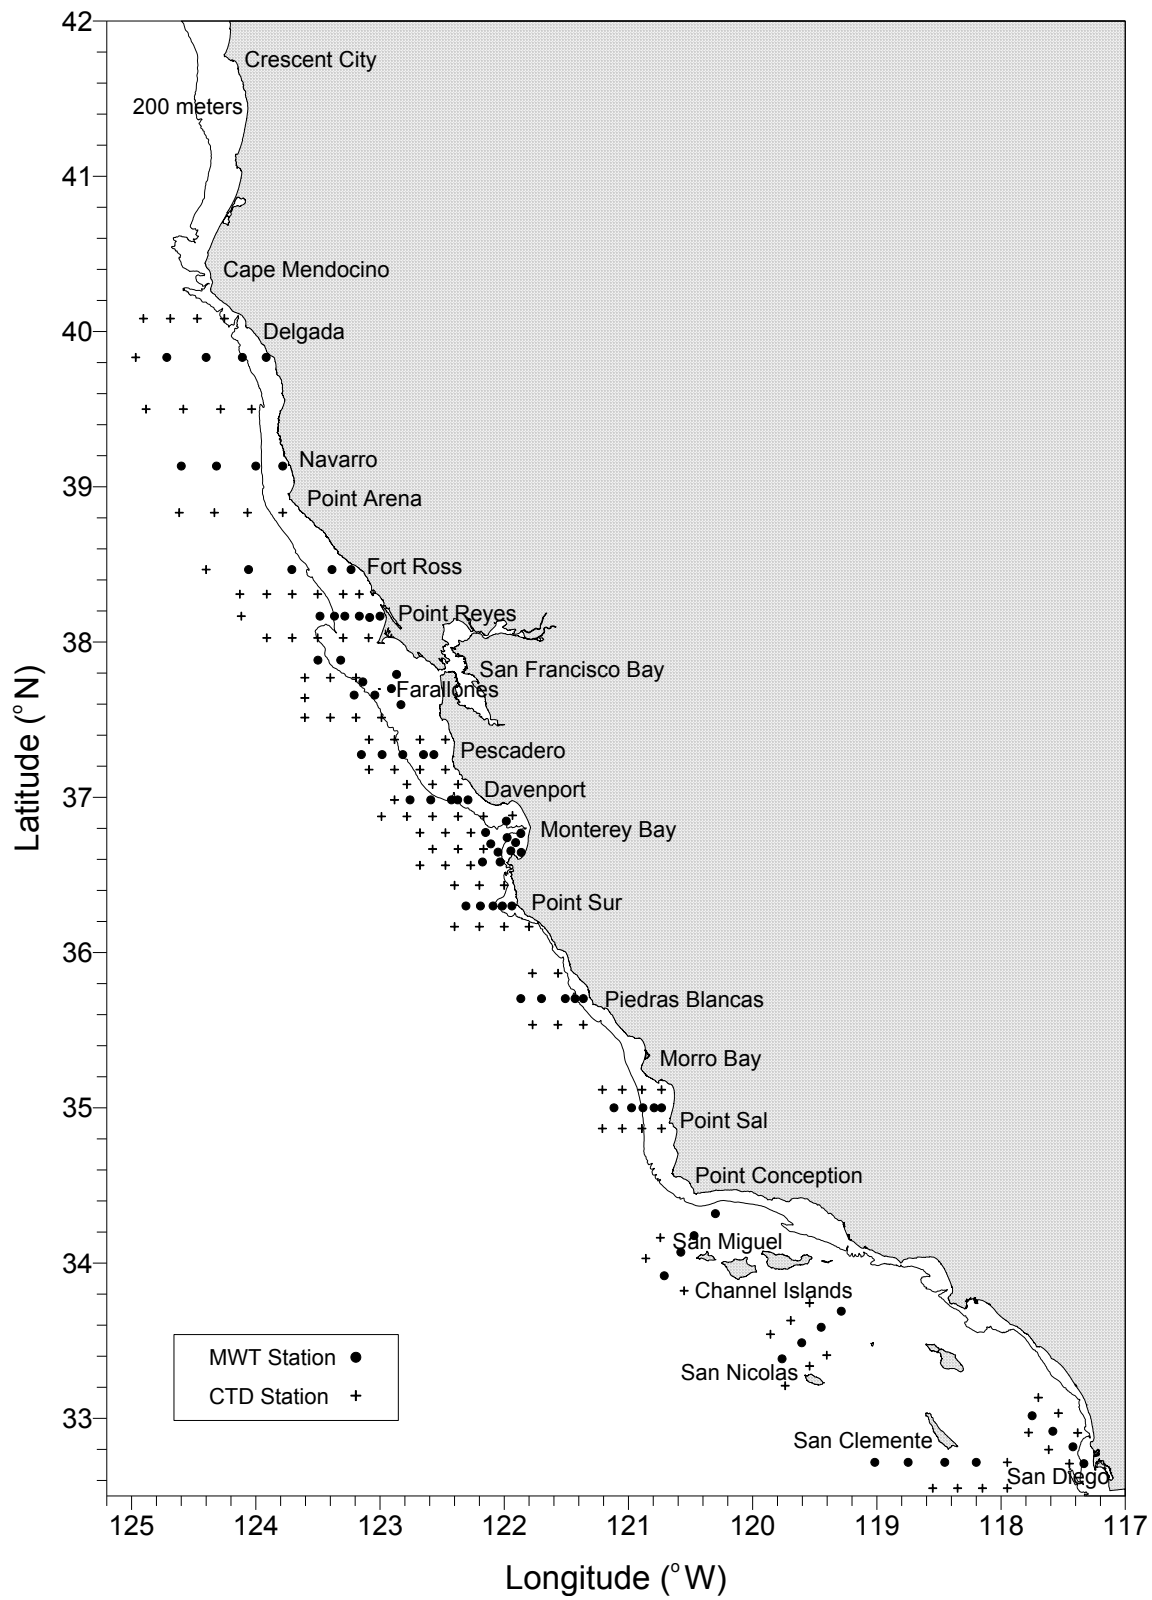 42
Crescent City
200 meters
41
Cape Mendocino
40
Delgada
Navarro
39
Point Arena
Fort Ross
Point Reyes
38
San Francisco Bay
Farallones
Pescadero
37
Davenport
Monterey Bay
Point Sur
36
Piedras Blancas
Morro Bay
35
Point Sal
Point Conception
San Miguel
34
Channel Islands
San Nicolas
33
San Clemente
San Diego
MWT Station
CTD Station
Latitude (°N)
125 124 123 122 121 120 119 118 117
Longitude (°W)